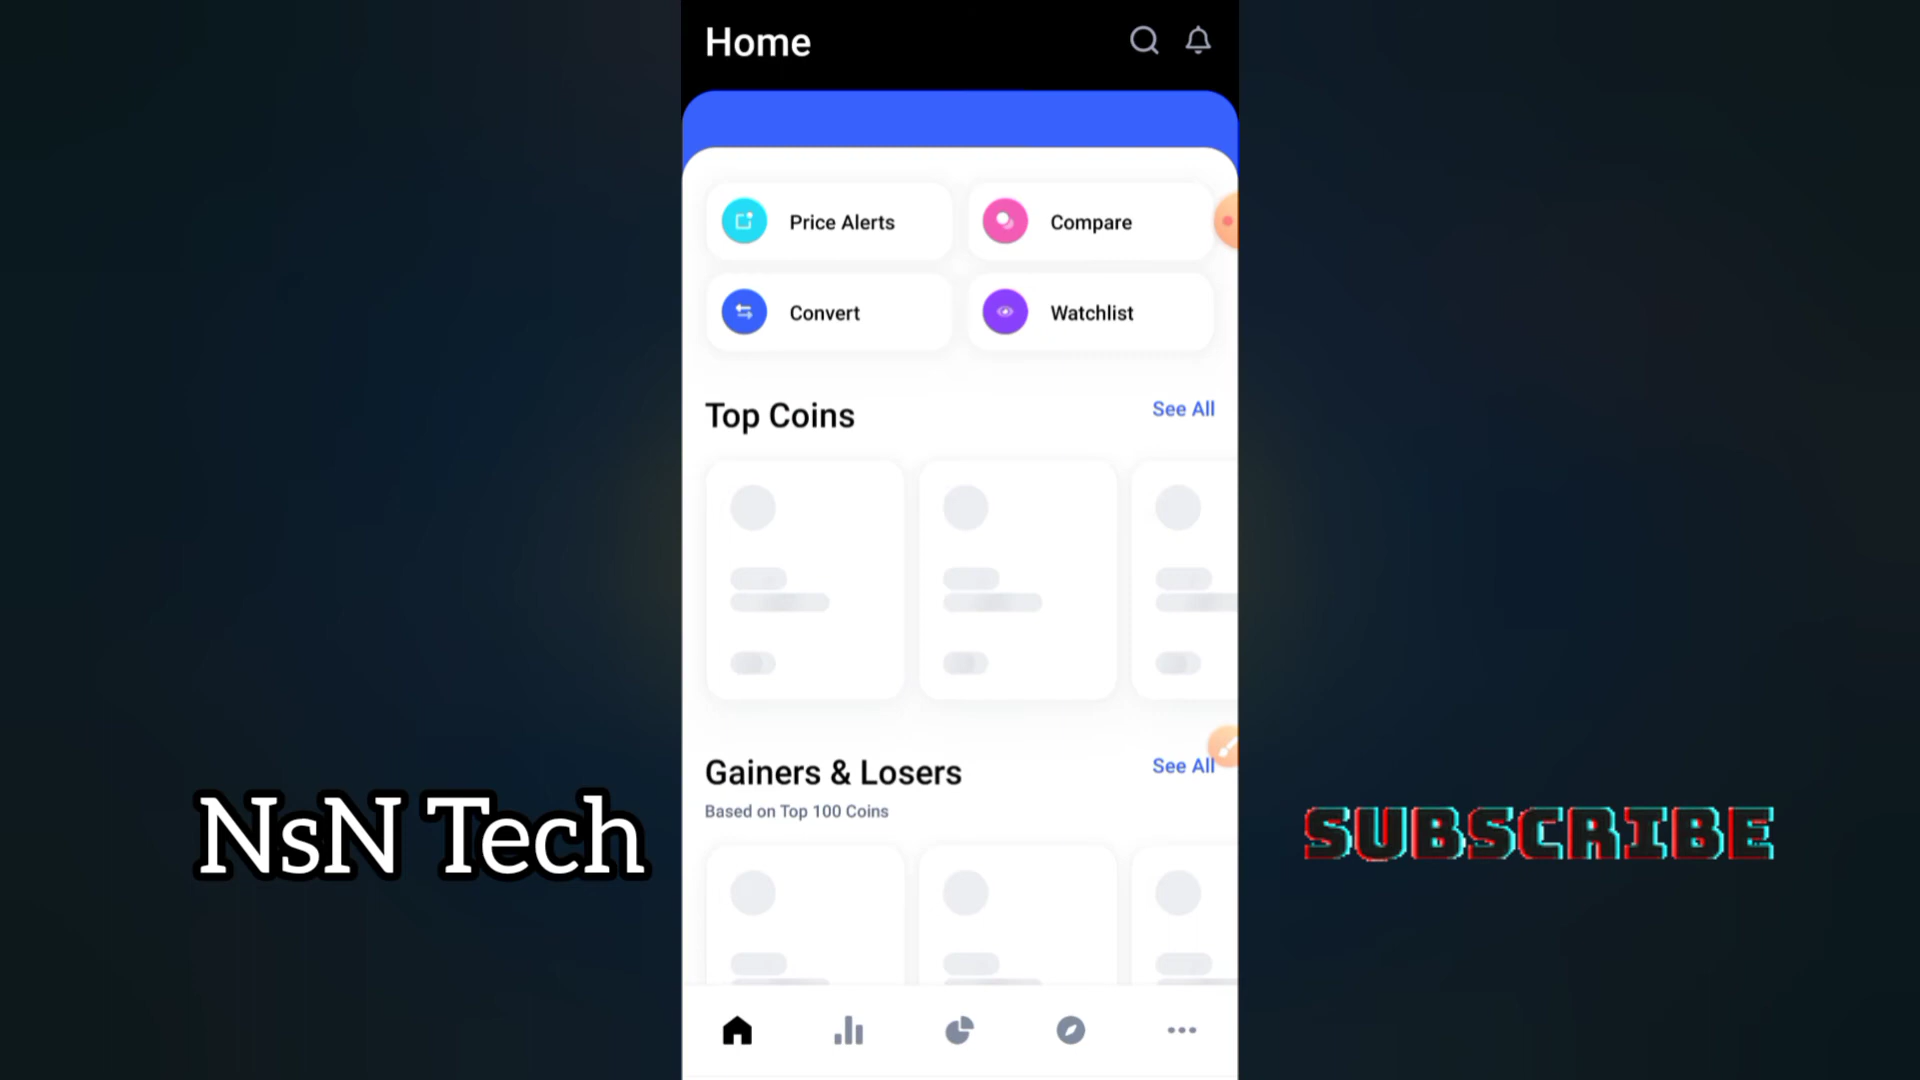 Home
Price Alerts
Compare
Convert
Watchlist
Top Coins
See All
Gainers & Losers
See All
Based on Top 100 Coins
NsN Tech
SUBSCRIBE